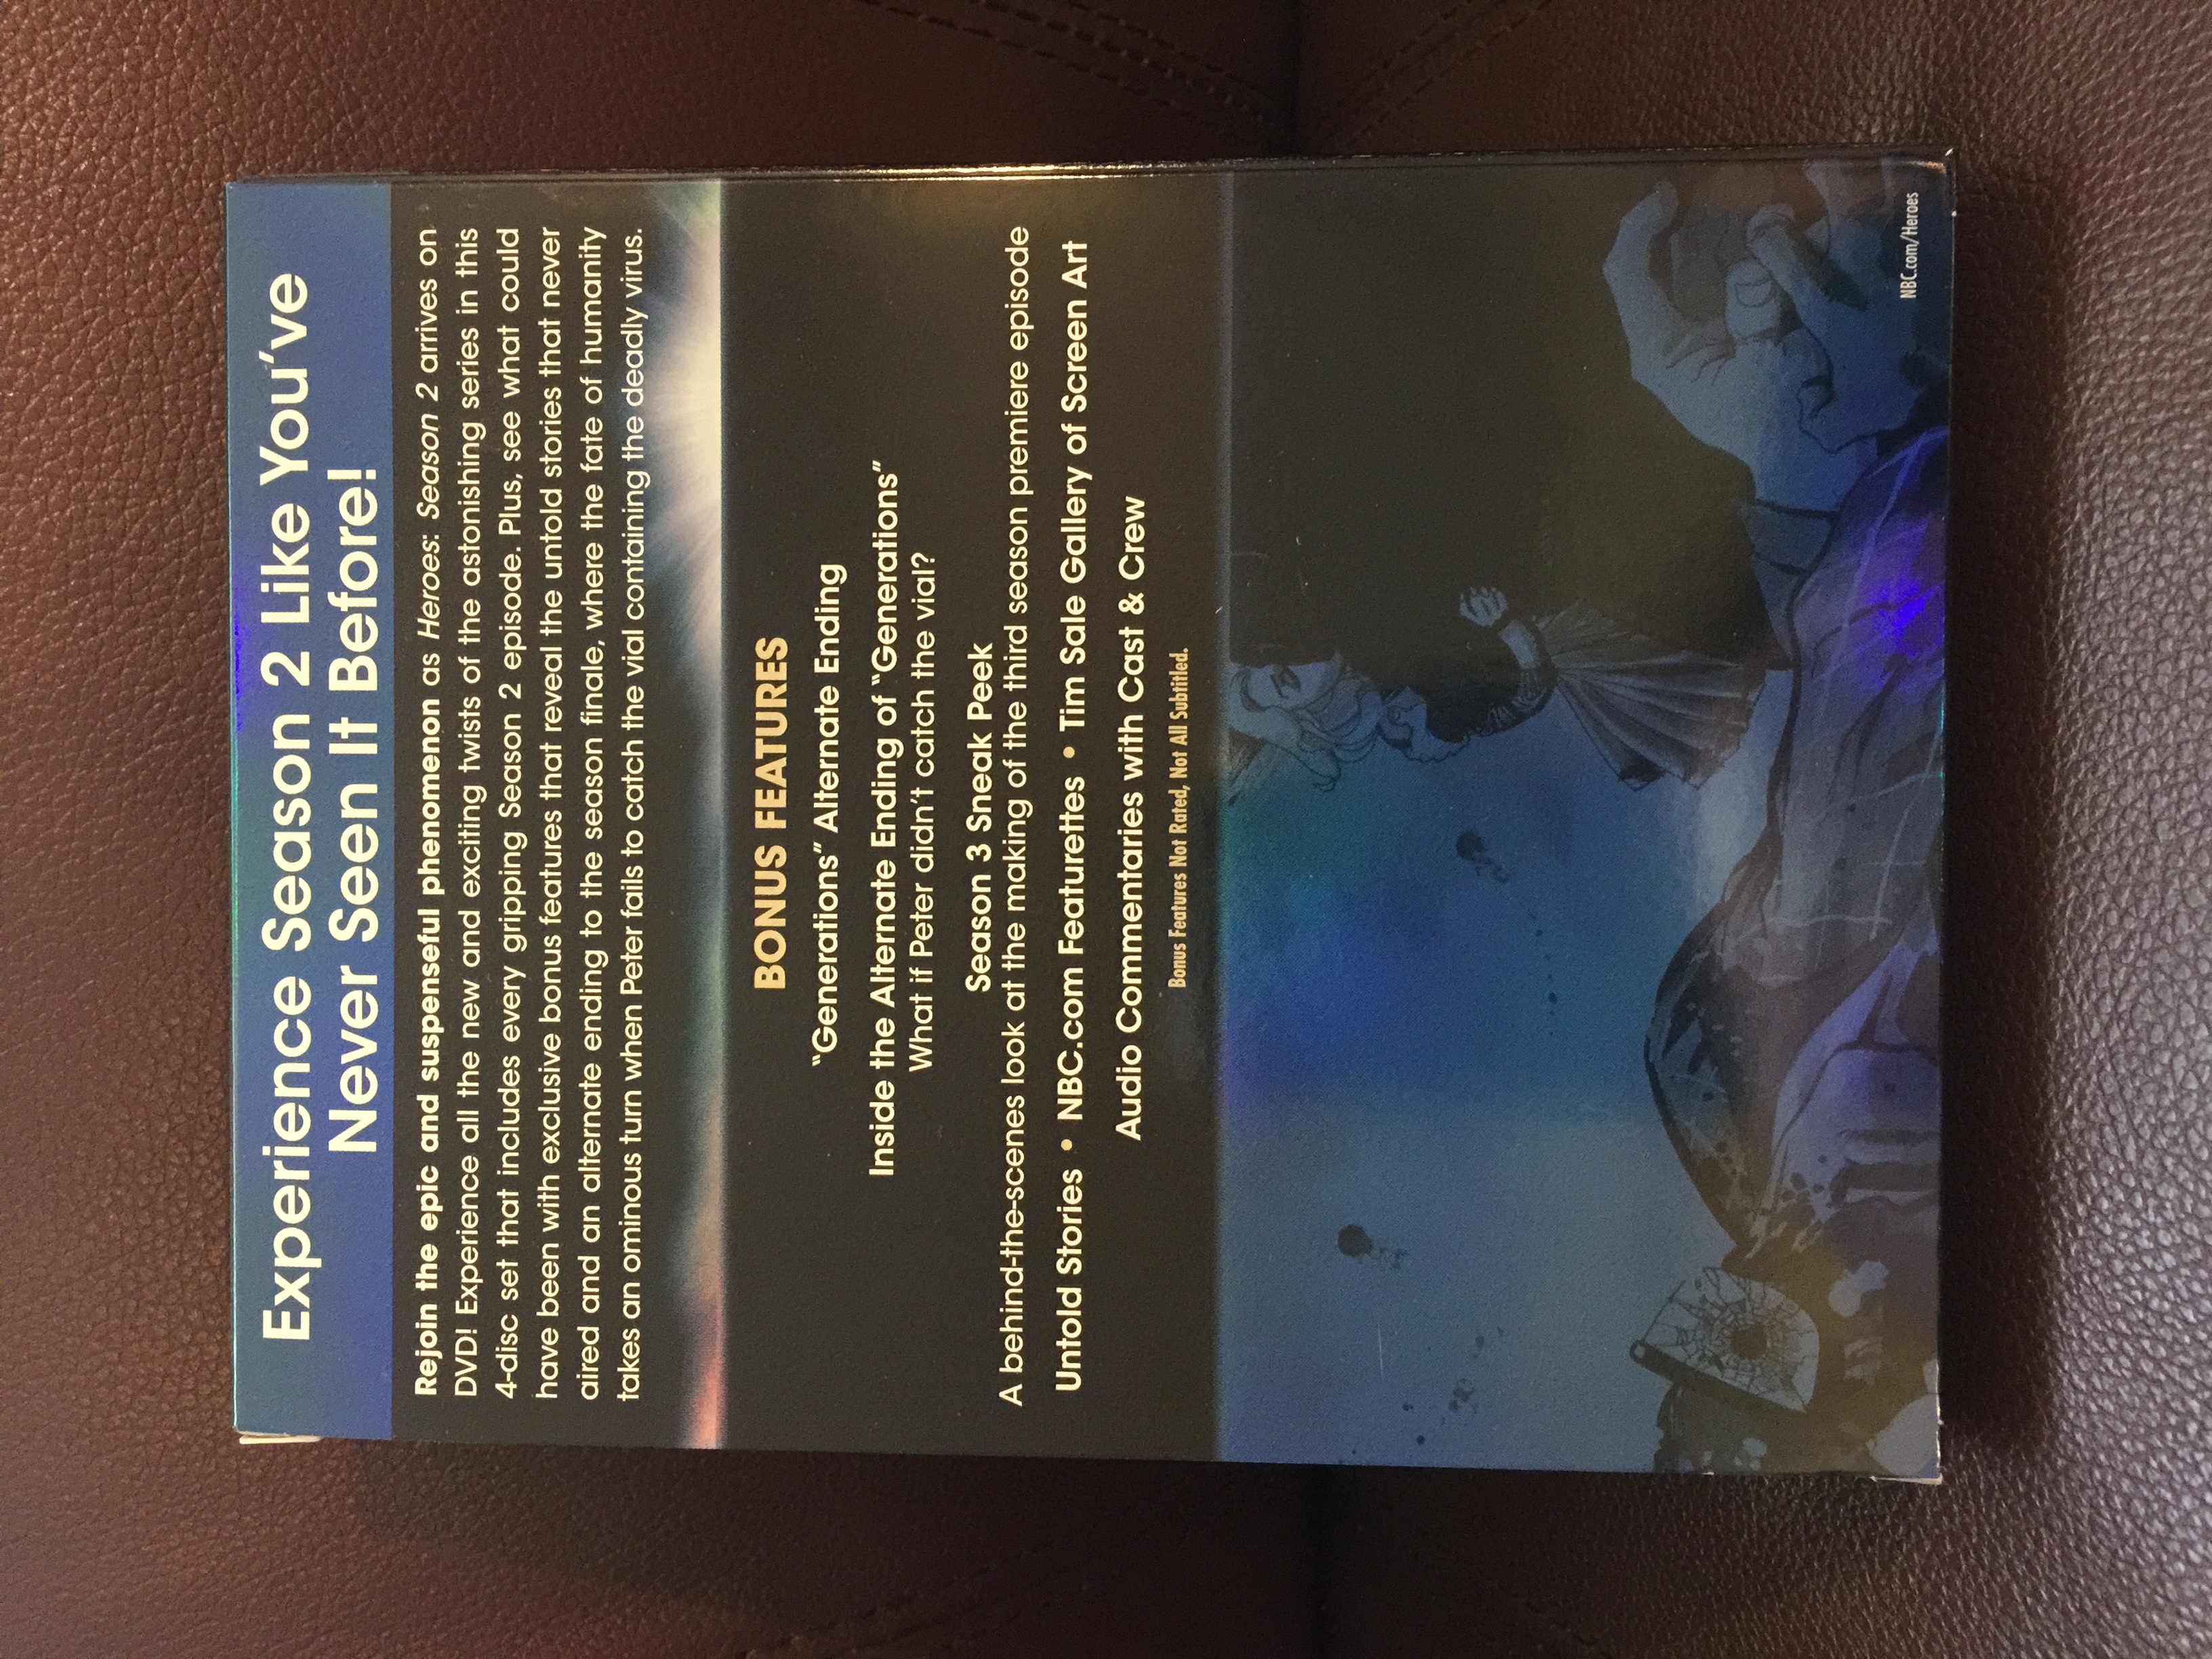 Experience Season 2 Like You've
Never Seen It Before!
Rejoin the epic and suspenseful phenomenon as Heroes: Season 2 arrives on
DVD! Experience all the new and exciting twists of the astonishing series in this
4-disc set that includes every gripping Season 2 episode. Plus, see what could
have been with exclusive bonus features that reveal the untold stories that never
aired and an alternate ending to the season finale, where the fate of humanity
takes an ominous turn when Peter fails to catch the vial containing the deadly virus.
BONUS FEATURES
"Generations" Alternate Ending
Inside the Alternate Ending of "Generations"
What if Peter didn't catch the vial?
Season 3 Sneak Peek
A behind-the-scenes look at the making of the third season premiere episode
Untold Stories • NBC.com Featurettes • Tim Sale Gallery of Screen Art
Audio Commentaries with Cast & Crew
Bonus Features Not Rated, Not All Subtitled.
NBC.com/Heroes